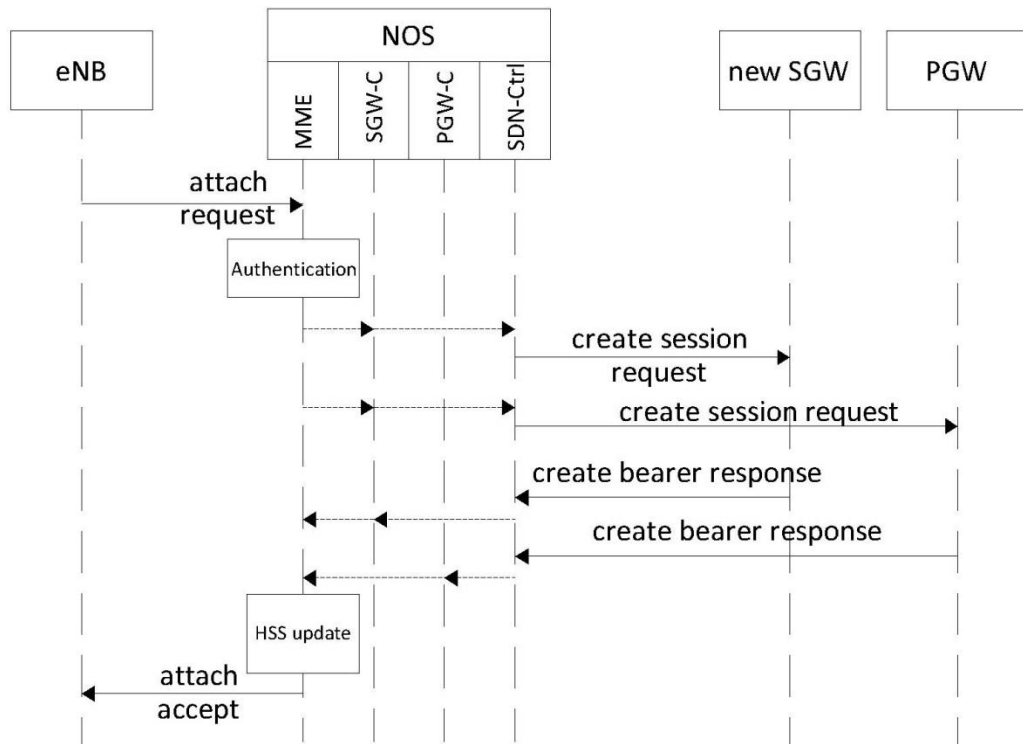 eNB
NOS
MME
SGW-C
PGW-C
SDN-Ctrl
new SGW
PGW
attach
request
Authentication
create session
request
create session request
create bearer response
create bearer response
HSS update
attach
accept